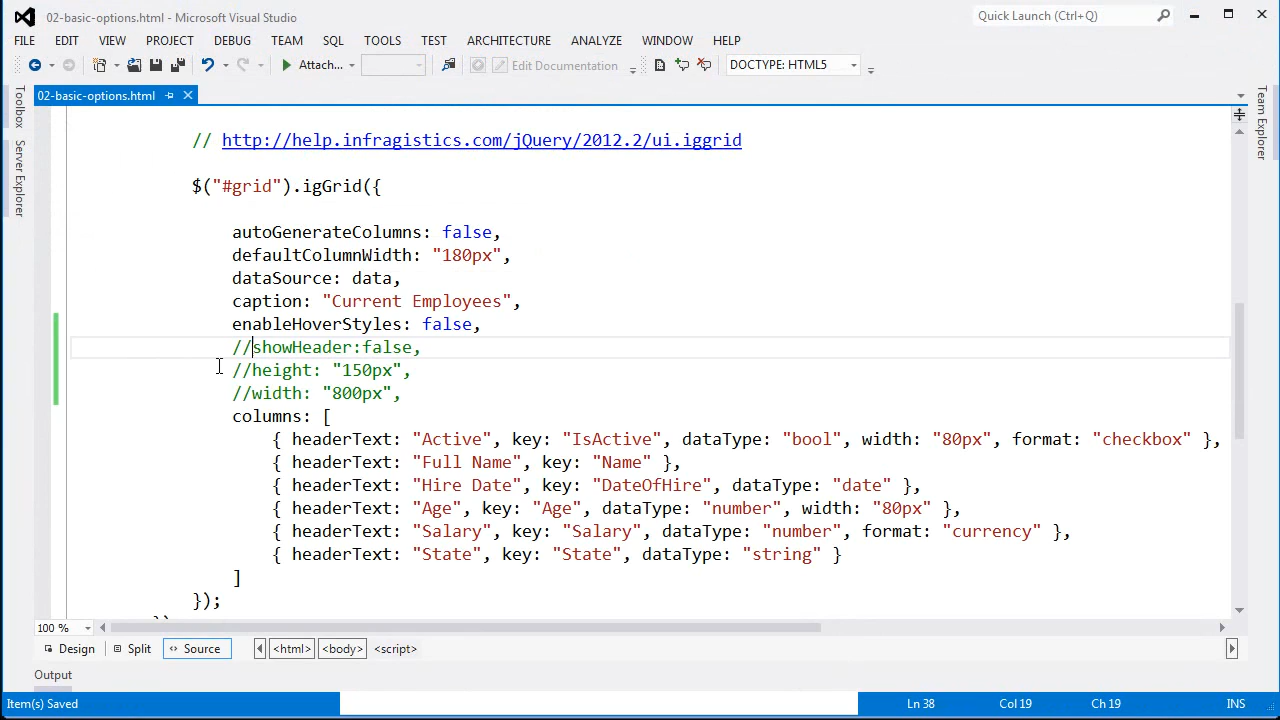 02-basic-options.html - Microsoft Visual Studio
Quick Launch (Ctrl+Q)
FILE EDIT VIEW PROJECT DEBUG TEAM SQL TOOLS TEST ARCHITECTURE ANALYZE WINDOW HELP
Attach... Edit Documentation DOCTYPE: HTML5
02-basic-options.html
Toolbox
Server Explorer
Team Explorer
// http://help.infragistics.com/jQuery/2012.2/ui.iggrid
$("#grid").igGrid({
autoGenerateColumns: false,
defaultColumnWidth: "180px",
dataSource: data,
caption: "Current Employees",
enableHoverStyles: false,
//showHeader:false,
//height: "150px",
//width: "800px",
columns: [
{ headerText: "Active", key: "IsActive", dataType: "bool", width: "80px", format: "checkbox" },
{ headerText: "Full Name", key: "Name" },
{ headerText: "Hire Date", key: "DateOfHire", dataType: "date" },
{ headerText: "Age", key: "Age", dataType: "number", width: "80px" },
{ headerText: "Salary", key: "Salary", dataType: "number", format: "currency" },
{ headerText: "State", key: "State", dataType: "string" }
]
});
100 %
Design Split Source <html> <body> <script>
Output
Item(s) Saved Ln 38 Col 19 Ch 19 INS